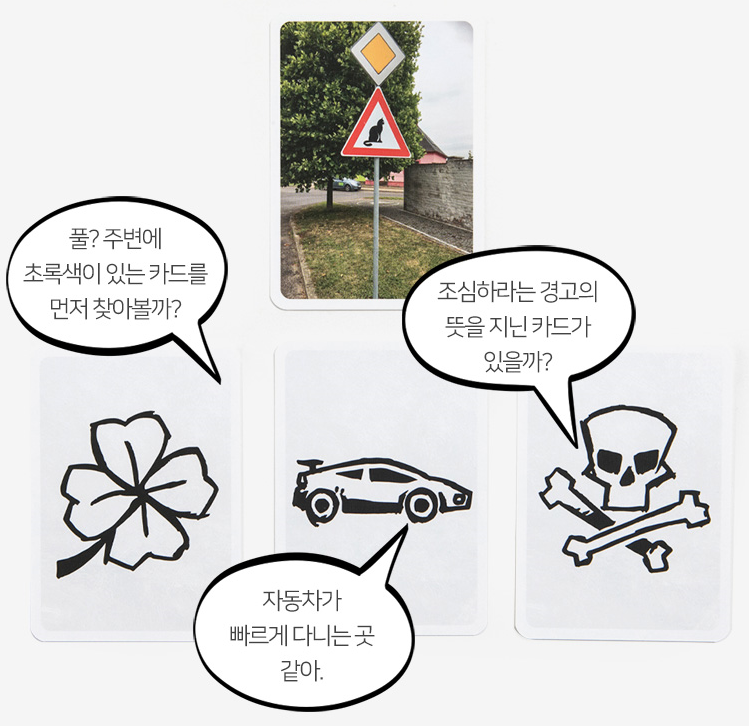 풀? 주변에
초록색이 있는 카드를
먼저 찾아볼까?
조심하라는 경고의
뜻을 지닌 카드가
있을까?
자동차가
빠르게 다니는 곳
같아.